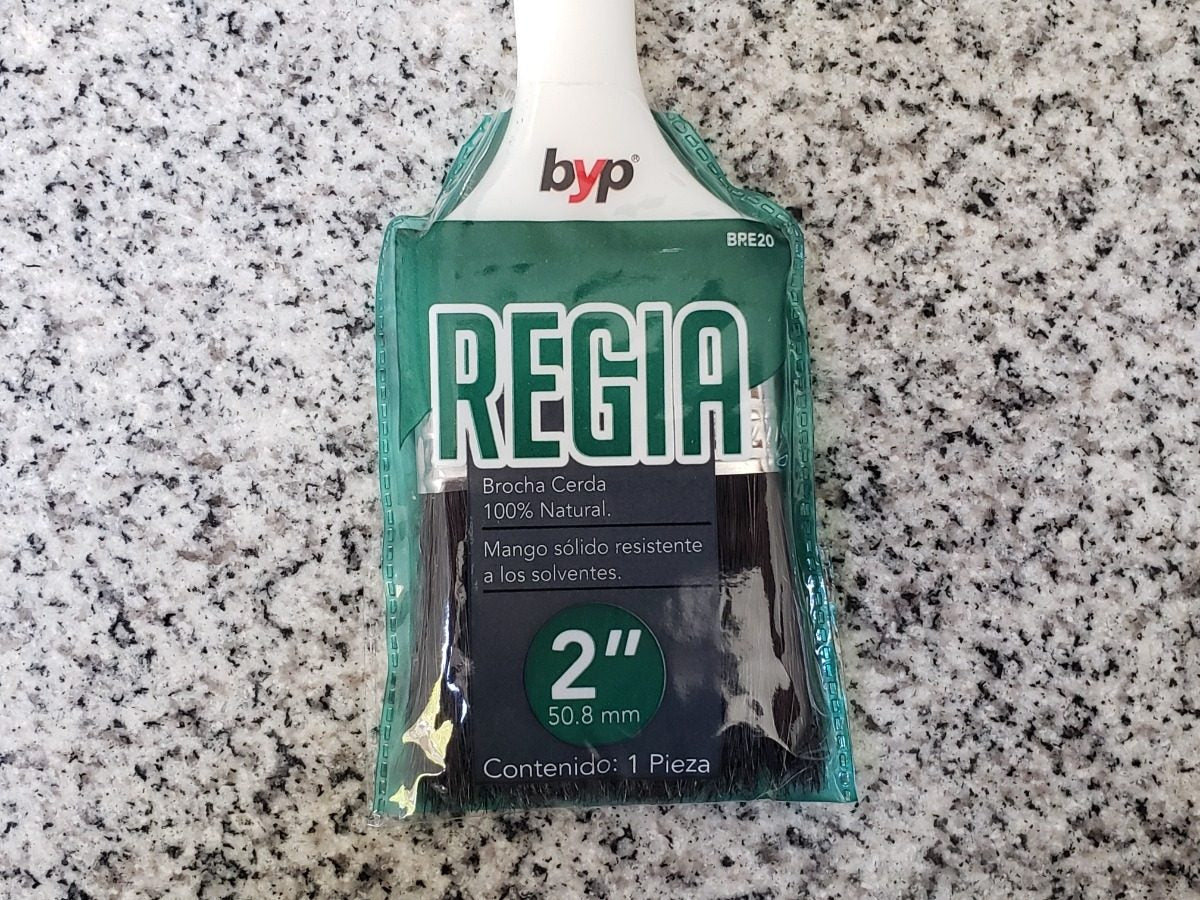 byp®
BRE20
REGIA
Brocha Cerda
100% Natural.
Mango sólido resistente
a los solventes.
2"
50.8 mm
Contenido: 1 Pieza